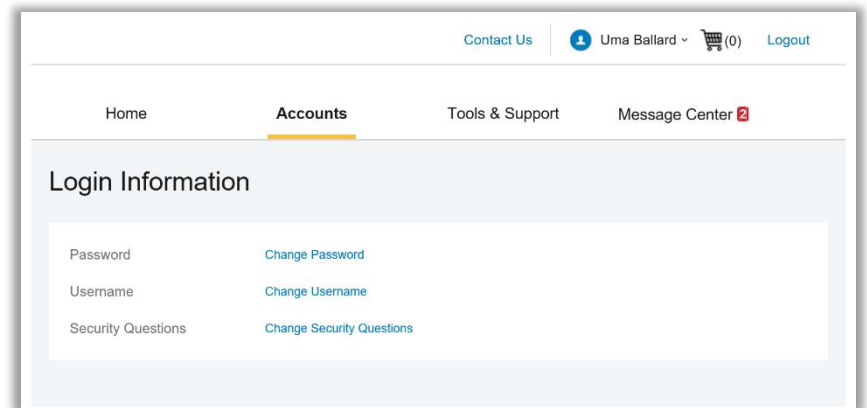 Contact Us Uma Ballard (0) Logout
Home Accounts Tools & Support Message Center 2
Login Information
Password Change Password
Username Change Username
Security Questions Change Security Questions